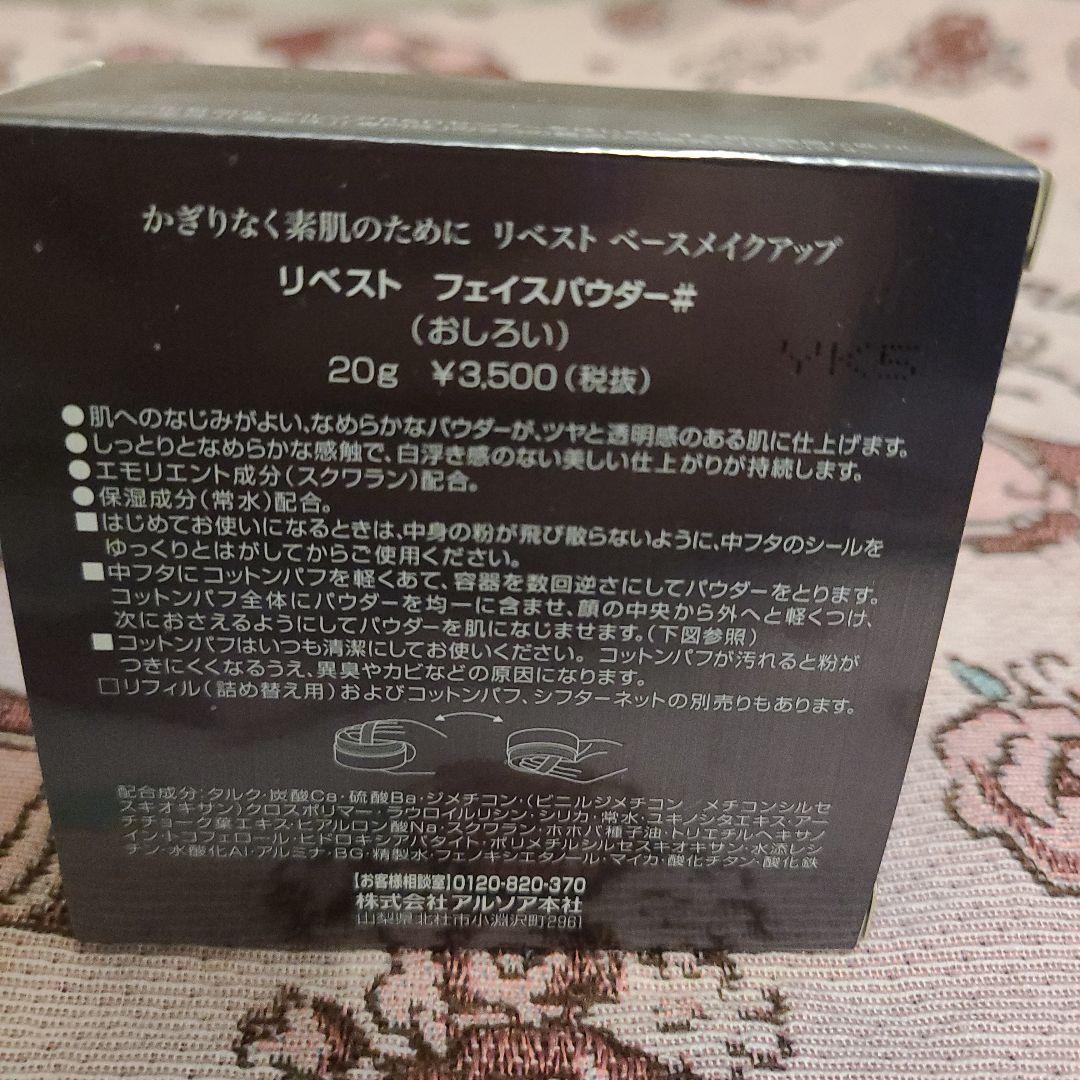 かぎりなく素肌のために リベスト ベースメイクアップ
リベスト フェイスパウダー#
(おしろい)
20g ¥3,500(税抜)
●肌へのなじみがよい、なめらかなパウダーが、ツヤと透明感のある肌に仕上げます。
●しっとりとなめらかな感触で、白浮き感のない美しい仕上がりが持続します。
●エモリエント成分(スクワラン)配合。
●保湿成分(常水)配合。
■はじめてお使いになるときは、中身の粉が飛び散らないように、中フタのシールを
ゆっくりとはがしてからご使用ください。
■中フタにコットンパフを軽くあて、容器を数回逆さにしてパウダーをとります。
コットンパフ全体にパウダーを均一に含ませ、顔の中央から外へと軽くつけ、
次におさえるようにしてパウダーを肌になじませます。(下図参照)
■コットンパフはいつも清潔にしてお使いください。コットンパフが汚れると粉が
つきにくくなるうえ、異臭やカビなどの原因になります。
□リフィル(詰め替え用)およびコットンパフ、シフターネットの別売りもあります。
配合成分:タルク・炭酸Ca・硫酸Ba・ジメチコン・(ビニルジメチコン/メチコンシルセ
スキオキサン)クロスポリマー・ラウロイルリシン・シリカ・常水・ユキノシタエキス・アー
チチョーク葉エキス・ヒアルロン酸Na・スクワラン・ホホバ種子油・トリエチルヘキサノ
イン・トコフェロール・ヒドロキシアパタイト・ポリメチルシルセスキオキサン・水添レシ
チン・水酸化Al・アルミナ・BG・精製水・フェノキシエタノール・マイカ・酸化チタン・酸化鉄
【お客様相談室】0120-820-370
株式会社アルソア本社
山梨県北杜市小淵沢町2961